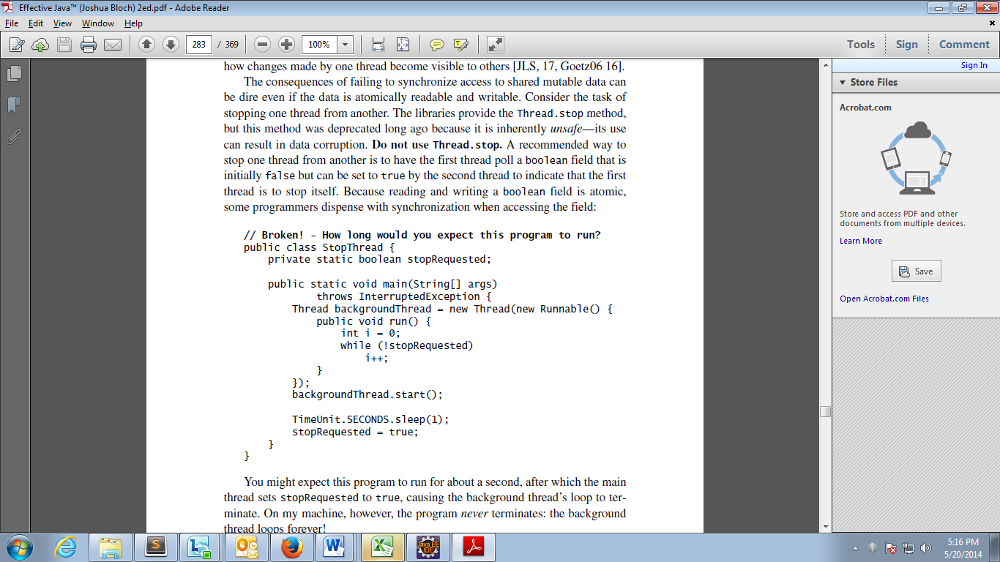 Effective Java™ (Joshua Bloch) 2ed.pdf - Adobe Reader
File Edit View Window Help
283 / 369 100% Tools Sign Comment
Sign In
Store Files
Acrobat.com
Store and access PDF and other
documents from multiple devices.
Learn More
Save
Open Acrobat.com Files
how changes made by one thread become visible to others [JLS, 17, Goetz06 16].
The consequences of failing to synchronize access to shared mutable data can
be dire even if the data is atomically readable and writable. Consider the task of
stopping one thread from another. The libraries provide the Thread.stop method,
but this method was deprecated long ago because it is inherently unsafe—its use
can result in data corruption. Do not use Thread.stop. A recommended way to
stop one thread from another is to have the first thread poll a boolean field that is
initially false but can be set to true by the second thread to indicate that the first
thread is to stop itself. Because reading and writing a boolean field is atomic,
some programmers dispense with synchronization when accessing the field:
// Broken! - How long would you expect this program to run?
public class StopThread {
private static boolean stopRequested;
public static void main(String[] args)
throws InterruptedException {
Thread backgroundThread = new Thread(new Runnable() {
public void run() {
int i = 0;
while (!stopRequested)
i++;
}
});
backgroundThread.start();
TimeUnit.SECONDS.sleep(1);
stopRequested = true;
}
}
You might expect this program to run for about a second, after which the main
thread sets stopRequested to true, causing the background thread's loop to ter-
minate. On my machine, however, the program never terminates: the background
thread loops forever!
S L O W X Java EE IDE
5:16 PM
5/20/2014